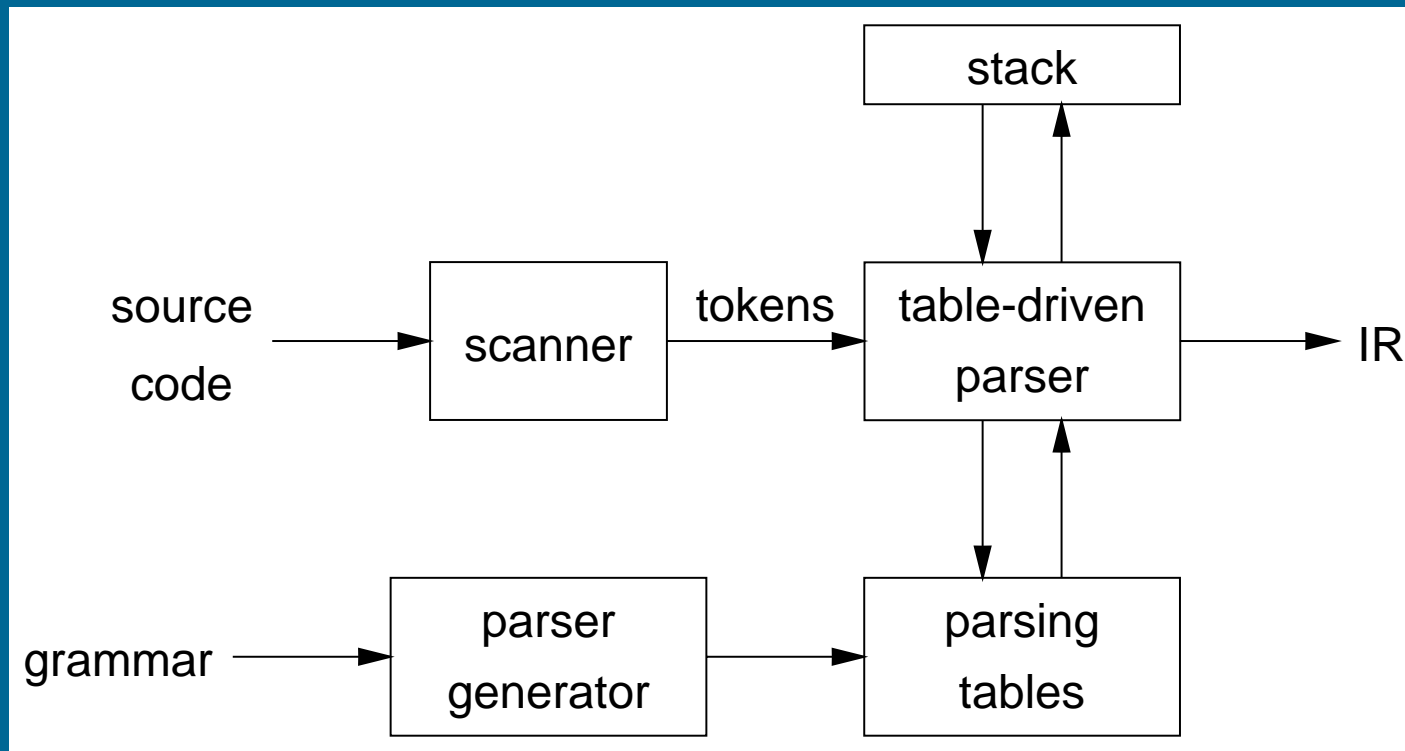 stack
source
code
scanner
tokens
table-driven
parser
IR
grammar
parser
generator
parsing
tables